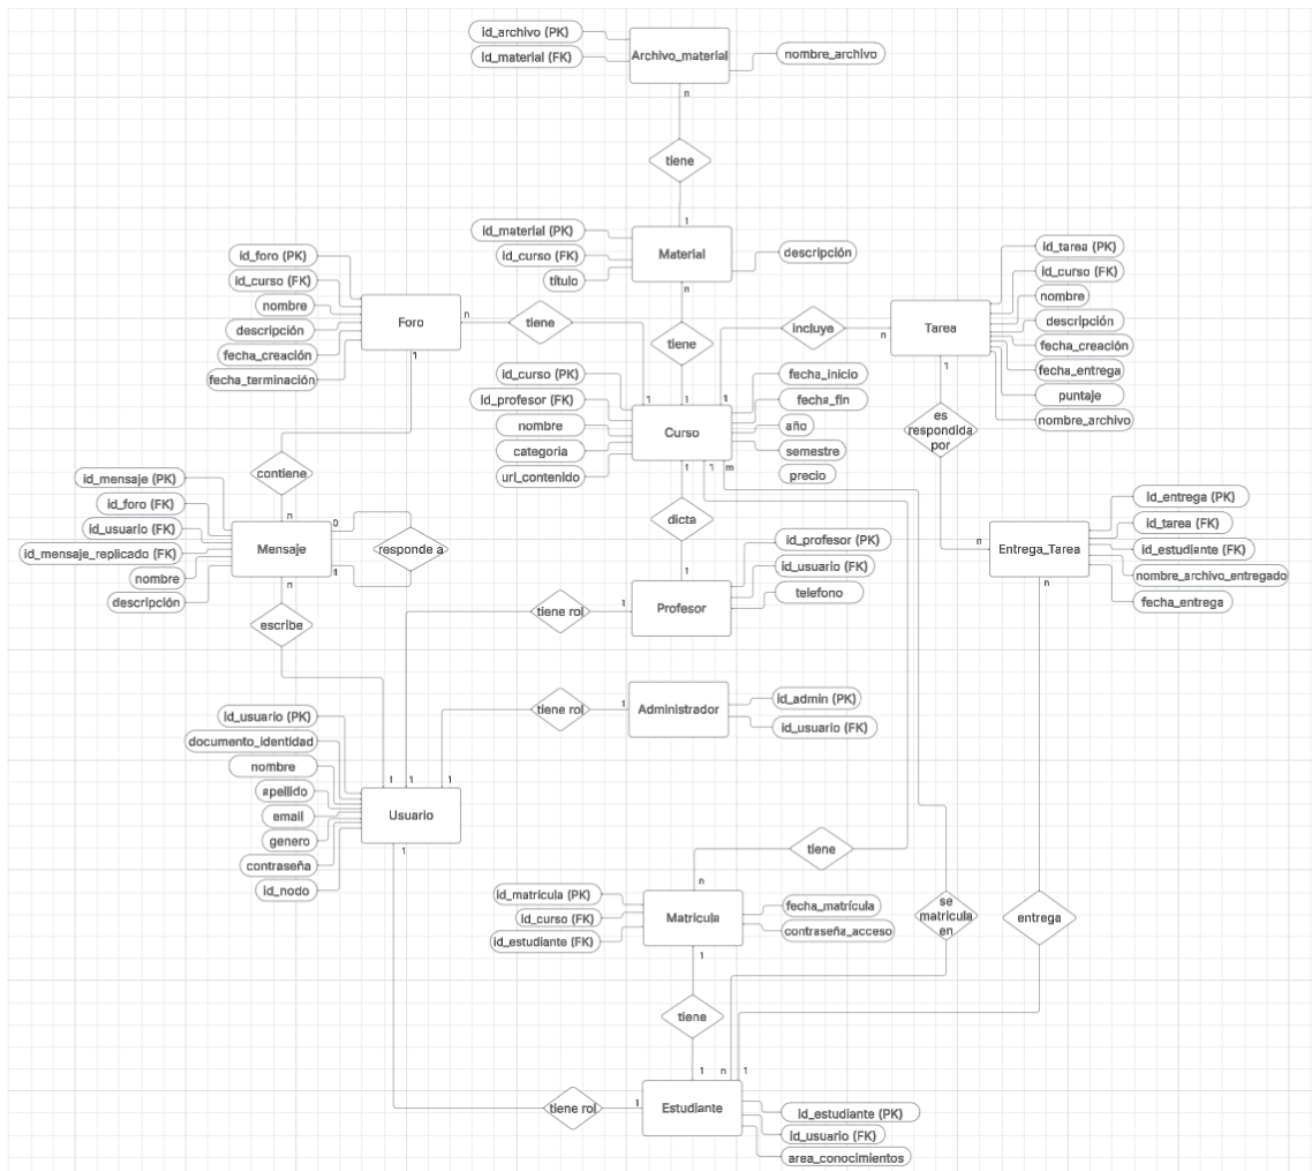 id_archivo (PK)
id_material (FK)
Archivo_material
nombre_archivo
n
tiene
1
id_material (PK)
id_curso (FK)
título
Material
descripción
n
tiene
id_foro (PK)
id_curso (FK)
nombre
descripción
fecha_creación
fecha_terminación
Foro
n
tiene
1
incluye
n
Tarea
id_tarea (PK)
id_curso (FK)
nombre
descripción
fecha_creación
fecha_entrega
puntaje
nombre_archivo
1
es
respondida
por
id_curso (PK)
id_profesor (FK)
nombre
categoria
url_contenido
1
1
1
Curso
fecha_inicio
fecha_fin
año
semestre
precio
1
1
m
contiene
n
id_mensaje (PK)
id_foro (FK)
id_usuario (FK)
id_mensaje_replicado (FK)
nombre
descripción
Mensaje
0
responde a
1
n
escribe
dicta
1
Profesor
id_profesor (PK)
id_usuario (FK)
telefono
1
tiene rol
n
Entrega_Tarea
id_entrega (PK)
id_tarea (FK)
id_estudiante (FK)
nombre_archivo_entregado
fecha_entrega
n
tiene rol
1
Administrador
id_admin (PK)
id_usuario (FK)
id_usuario (PK)
documento_identidad
nombre
apellido
email
genero
contraseña
id_nodo
1
1
1
Usuario
1
tiene
n
id_matricula (PK)
id_curso (FK)
id_estudiante (FK)
Matricula
fecha_matrícula
contraseña_acceso
se
matricula
en
entrega
1
tiene
1
n
1
tiene rol
1
Estudiante
id_estudiante (PK)
id_usuario (FK)
area_conocimientos